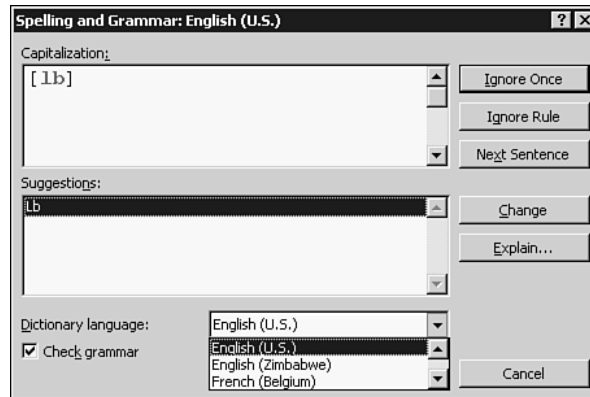 Spelling and Grammar: English (U.S.)
Capitalization:
[lb]
Ignore Once
Ignore Rule
Next Sentence
Suggestions:
Lb
Change
Explain...
Dictionary language:
English (U.S.)
Check grammar
English (U.S.)
English (Zimbabwe)
French (Belgium)
Cancel